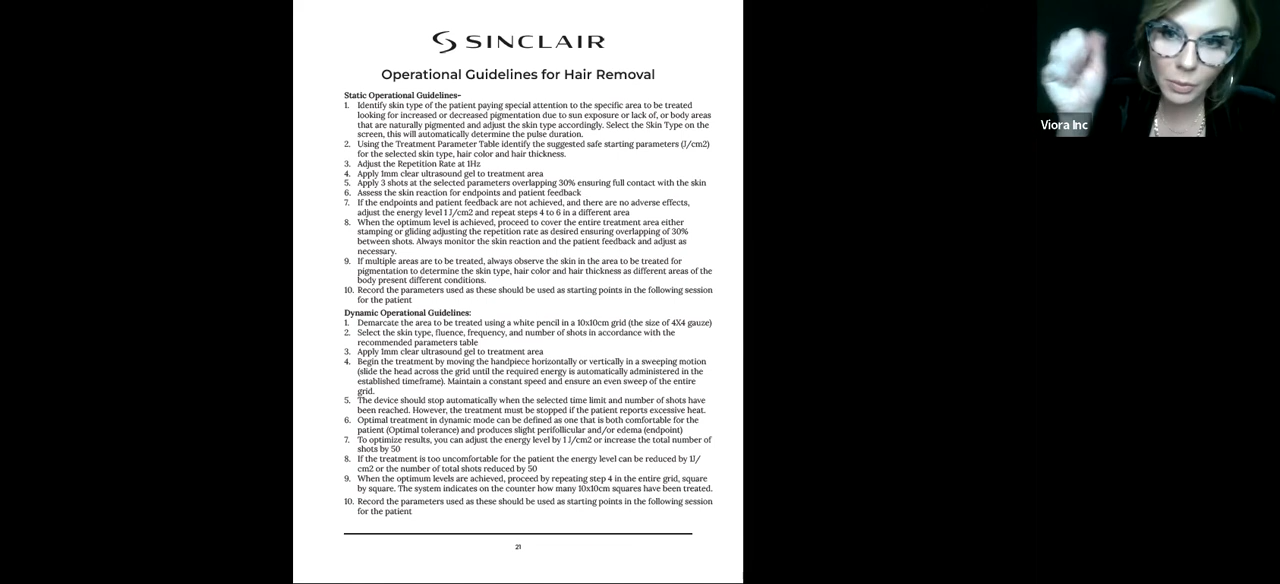 SINCLAIR
Operational Guidelines for Hair Removal
Static Operational Guidelines-
1. Identify skin type of the patient paying special attention to the specific area to be treated
looking for increased or decreased pigmentation due to sun exposure or lack of, or body areas
that are naturally pigmented and adjust the skin type accordingly. Select the Skin Type on the
screen, this will automatically determine the pulse duration.
2. Using the Treatment Parameter Table identify the suggested safe starting parameters (J/cm2)
for the selected skin type, hair color and hair thickness.
3. Adjust the Repetition Rate at 1Hz
4. Apply 1mm clear ultrasound gel to treatment area
5. Apply 3 shots at the selected parameters overlapping 30% ensuring full contact with the skin
6. Assess the skin reaction for endpoints and patient feedback
7. If the endpoints and patient feedback are not achieved, and there are no adverse effects,
adjust the energy level 1 J/cm2 and repeat steps 4 to 6 in a different area
8. When the optimum level is achieved, proceed to cover the entire treatment area either
stamping or gliding adjusting the repetition rate as desired ensuring overlapping of 30%
between shots. Always monitor the skin reaction and the patient feedback and adjust as
necessary.
9. If multiple areas are to be treated, always observe the skin in the area to be treated for
pigmentation to determine the skin type, hair color and hair thickness as different areas of the
body present different conditions.
10. Record the parameters used as these should be used as starting points in the following session
for the patient
Dynamic Operational Guidelines:
1. Demarcate the area to be treated using a white pencil in a 10x10cm grid (the size of 4X4 gauze)
2. Select the skin type, fluence, frequency, and number of shots in accordance with the
recommended parameters table
3. Apply 1mm clear ultrasound gel to treatment area
4. Begin the treatment by moving the handpiece horizontally or vertically in a sweeping motion
(slide the head across the grid until the required energy is automatically administered in the
established timeframe). Maintain a constant speed and ensure an even sweep of the entire
grid.
5. The device should stop automatically when the selected time limit and number of shots have
been reached. However, the treatment must be stopped if the patient reports excessive heat.
6. Optimal treatment in dynamic mode can be defined as one that is both comfortable for the
patient (Optimal tolerance) and produces slight perifollicular and/or edema (endpoint)
7. To optimize results, you can adjust the energy level by 1 J/cm2 or increase the total number of
shots by 50
8. If the treatment is too uncomfortable for the patient the energy level can be reduced by 1J/
cm2 or the number of total shots reduced by 50
9. When the optimum levels are achieved, proceed by repeating step 4 in the entire grid, square
by square. The system indicates on the counter how many 10x10cm squares have been treated.
10. Record the parameters used as these should be used as starting points in the following session
for the patient
21
Viora Inc